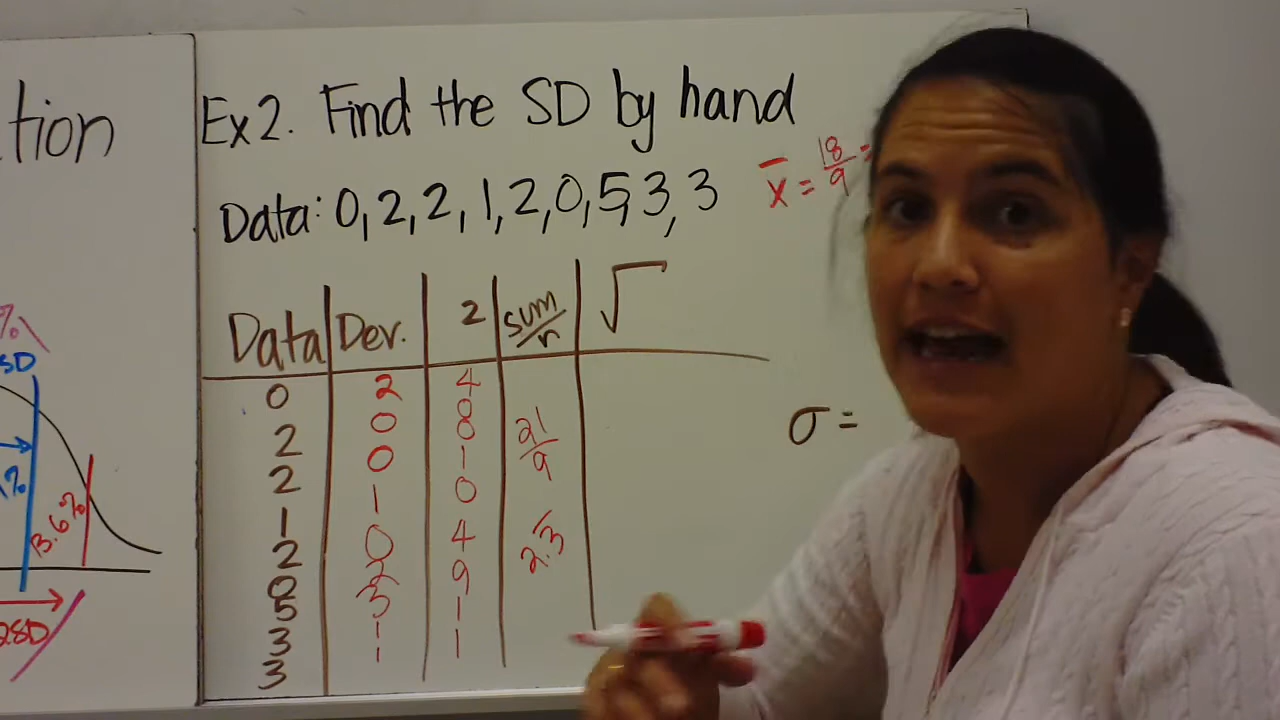 tion
%
SD
%
13.6%
2SD
Ex2. Find the SD by hand
Data: 0, 2, 2, 1, 2, 0, 5, 3, 3
x̄ = 18/9 =
Data Dev. 2 sum/n √
0 2 4
2 0 0
2 0 0
1 1 1
2 0 0
0 2 4
5 3 9
3 1 1
3 1 1
21/9
2.3̄
σ =